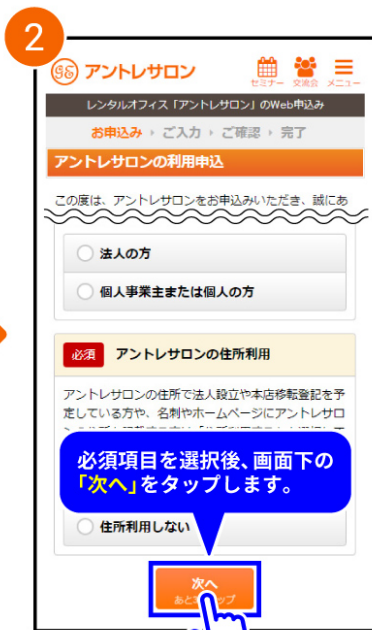 2
アントレサロン
セミナー 交流会 メニュー
レンタルオフィス「アントレサロン」のWeb申込み
お申込み › ご入力 › ご確認 › 完了
アントレサロンの利用申込
この度は、アントレサロンをお申込みいただき、誠にあ
法人の方
個人事業主または個人の方
必須 アントレサロンの住所利用
アントレサロンの住所で法人設立や本店移転登記を予
定している方や、名刺やホームページにアントレサロ
必須項目を選択後、画面下の
「次へ」をタップします。
住所利用しない
次へ
あと
ップ